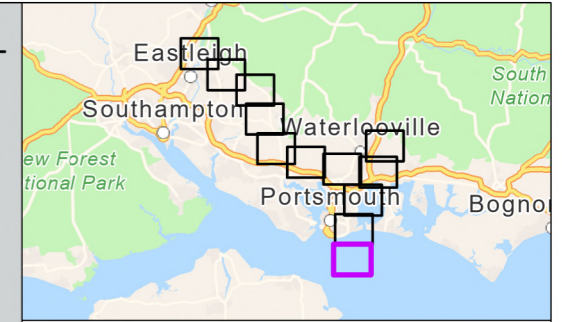 Eastleigh
South
Nation
Southampton
Waterlooville
ew Forest
tional Park
Portsmouth
Bognor